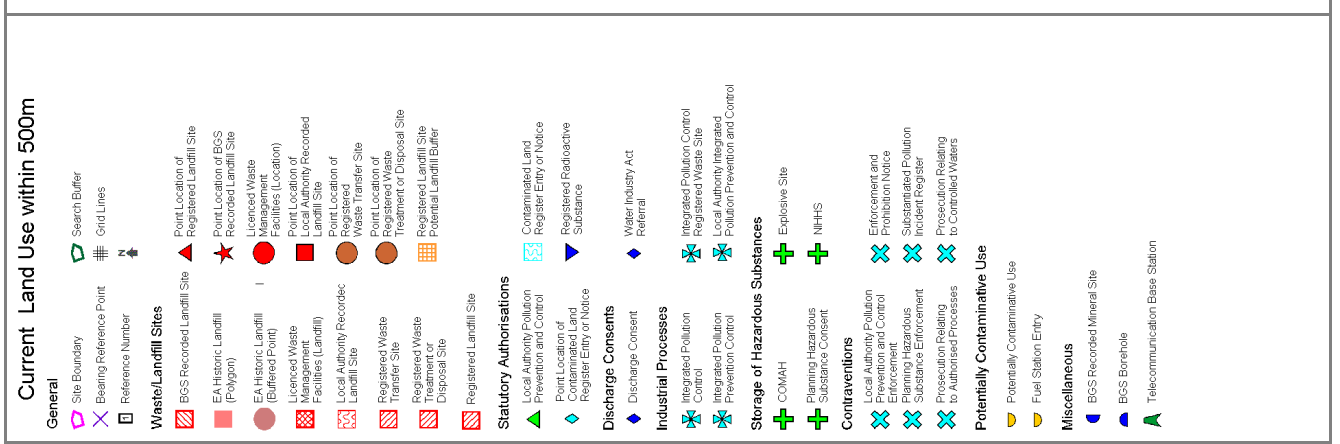 Current Land Use within 500m
General
Site Boundary
Search Buffer
Bearing Reference Point
Grid Lines
1
Reference Number
N
Waste/Landfill Sites
BGS Recorded Landfill Site
Point Location of
Registered Landfill Site
EA Historic Landfill
(Polygon)
Point Location of BGS
Recorded Landfill Site
EA Historic Landfill
(Buffered Point)
Licenced Waste
Management
Facilities (Location)
Licenced Waste
Management
Facilities (Landfill)
Point Location of
Local Authority Recorded
Landfill Site
Local Authority Recordec
Landfill Site
Point Location of
Registered
Waste Transfer Site
Registered Waste
Transfer Site
Point Location of
Registered Waste
Treatment or Disposal Site
Registered Waste
Treatment or
Disposal Site
Registered Landfill Site
Potential Landfill Buffer
Registered Landfill Site
Statutory Authorisations
Local Authority Pollution
Prevention and Control
Contaminated Land
Register Entry or Notice
Point Location of
Contaminated Land
Register Entry or Notice
Registered Radioactive
Substance
Discharge Consents
Discharge Consent
Water Industry Act
Referral
Industrial Processes
Integrated Pollution
Control
Integrated Pollution Control
Registered Waste Site
Integrated Pollution
Prevention Control
Local Authority Integrated
Pollution Prevention and Control
Storage of Hazardous Substances
COMAH
Explosive Site
Planning Hazardous
Substance Consent
NIHHS
Contraventions
Local Authority Pollution
Prevention and Control
Enforcement
Enforcement and
Prohibition Notice
Planning Hazardous
Substance Enforcement
Substantiated Pollution
Incident Register
Prosecution Relating
to Authorised Processes
Prosecution Relating
to Controlled Waters
Potentially Contaminative Use
Potentially Contaminative Use
Fuel Station Entry
Miscellaneous
BGS Recorded Mineral Site
BGS Borehole
Telecommunication Base Station